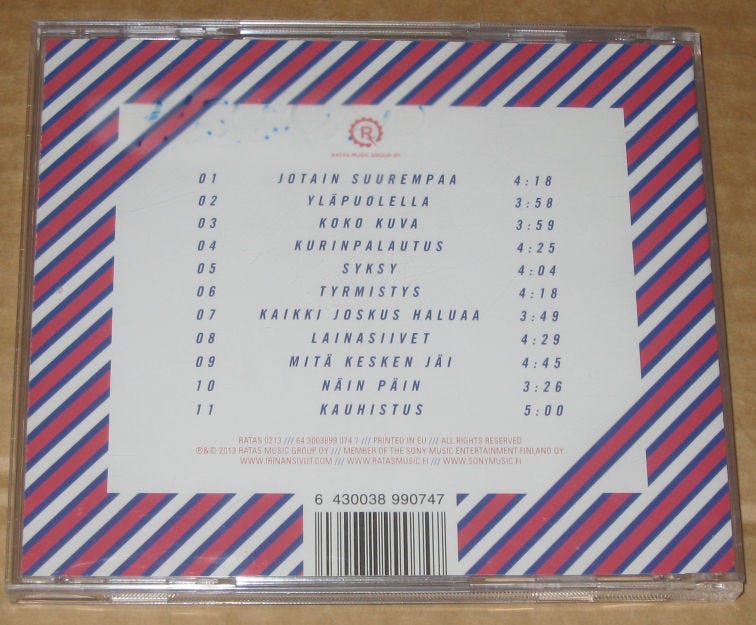 R
RATAS MUSIC GROUP OY
01 JOTAIN SUUREMPAA 4:18
02 YLÄPUOLELLA 3:58
03 KOKO KUVA 3:59
04 KURINPALAUTUS 4:25
05 SYKSY 4:04
06 TYRMISTYS 4:18
07 KAIKKI JOSKUS HALUAA 3:49
08 LAINASIIVET 4:29
09 MITÄ KESKEN JÄI 4:45
10 NÄIN PÄIN 3:26
11 KAUHISTUS 5:00
RATAS 0213 /// 64 3003899 074 7 /// PRINTED IN EU /// ALL RIGHTS RESERVED
℗&© 2013 RATAS MUSIC GROUP OY /// MEMBER OF THE SONY MUSIC ENTERTAINMENT FINLAND OY
WWW.IRINANSIVUT.COM /// WWW.RATASMUSIC.FI /// WWW.SONYMUSIC.FI
6 430038 990747